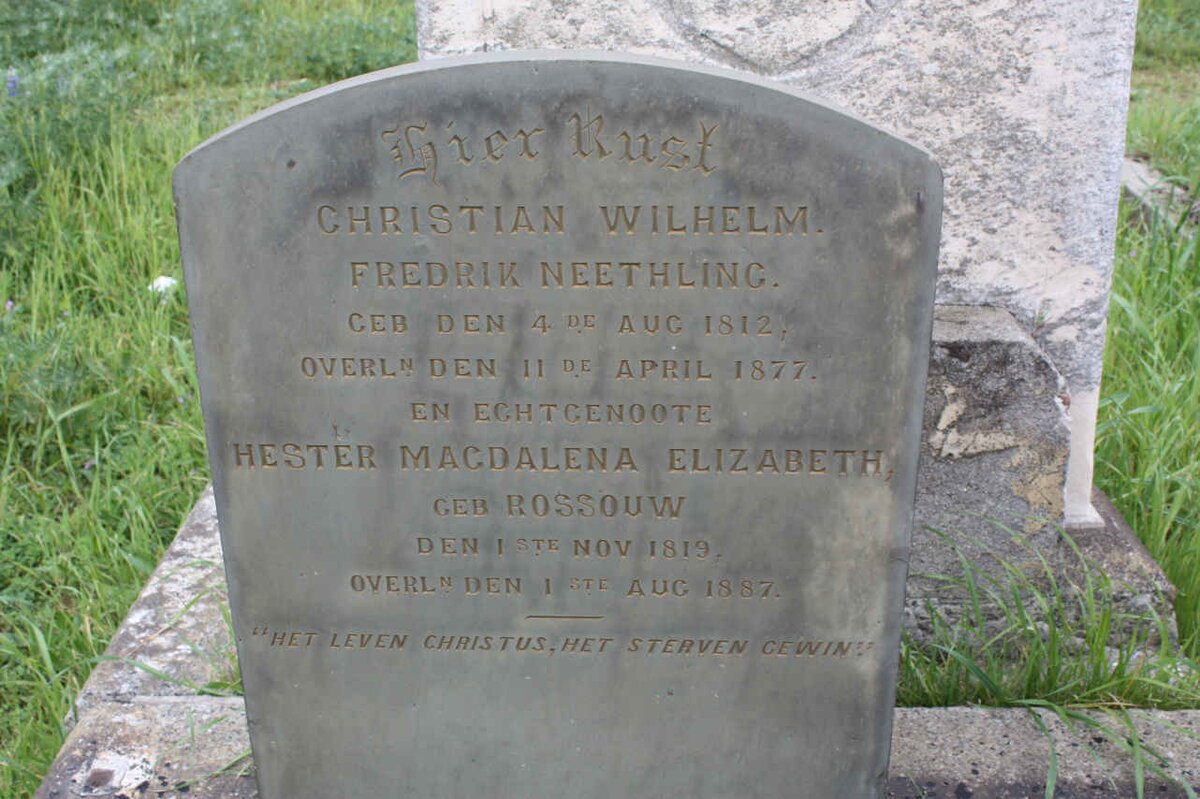 Hier Rust
CHRISTIAN WILHELM.
FREDRIK NEETHLING.
GEB DEN 4 DE AUG 1812,
OVERLN DEN 11 DE APRIL 1877.
EN ECHTGENOOTE
HESTER MAGDALENA ELIZABETH,
GEB ROSSOUW
DEN 1 STE NOV 1819,
OVERLN DEN 1 STE AUG 1887.
"HET LEVEN CHRISTUS, HET STERVEN GEWIN"